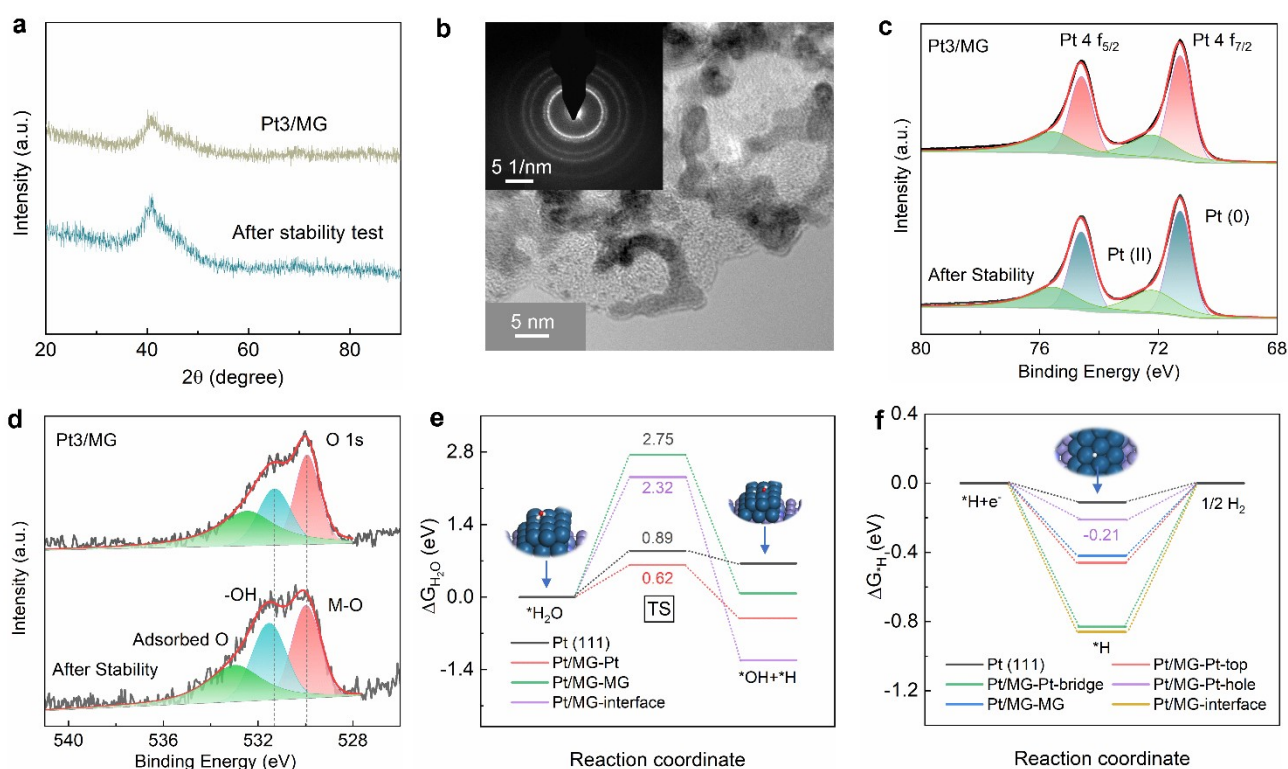 a
Intensity (a.u.)
Pt3/MG
After stability test
20 40 60 80
2θ (degree)
b
5 1/nm
5 nm
c
Intensity (a.u.)
Pt3/MG
Pt 4 f5/2
Pt 4 f7/2
Pt (0)
Pt (II)
After Stability
80 76 72 68
Binding Energy (eV)
d
Intensity (a.u.)
Pt3/MG
O 1s
-OH
M-O
Adsorbed O
After Stability
540 536 532 528
Binding Energy (eV)
e
ΔG_H2O (eV)
2.8
1.4
0.0
-1.4
2.75
2.32
0.89
0.62
TS
*H2O
*OH+*H
Pt (111)
Pt/MG-Pt
Pt/MG-MG
Pt/MG-interface
Reaction coordinate
f
ΔG*H (eV)
0.4
0.0
-0.4
-0.8
-1.2
*H+e-
1/2 H2
-0.21
*H
Pt (111)
Pt/MG-Pt-top
Pt/MG-Pt-bridge
Pt/MG-Pt-hole
Pt/MG-MG
Pt/MG-interface
Reaction coordinate